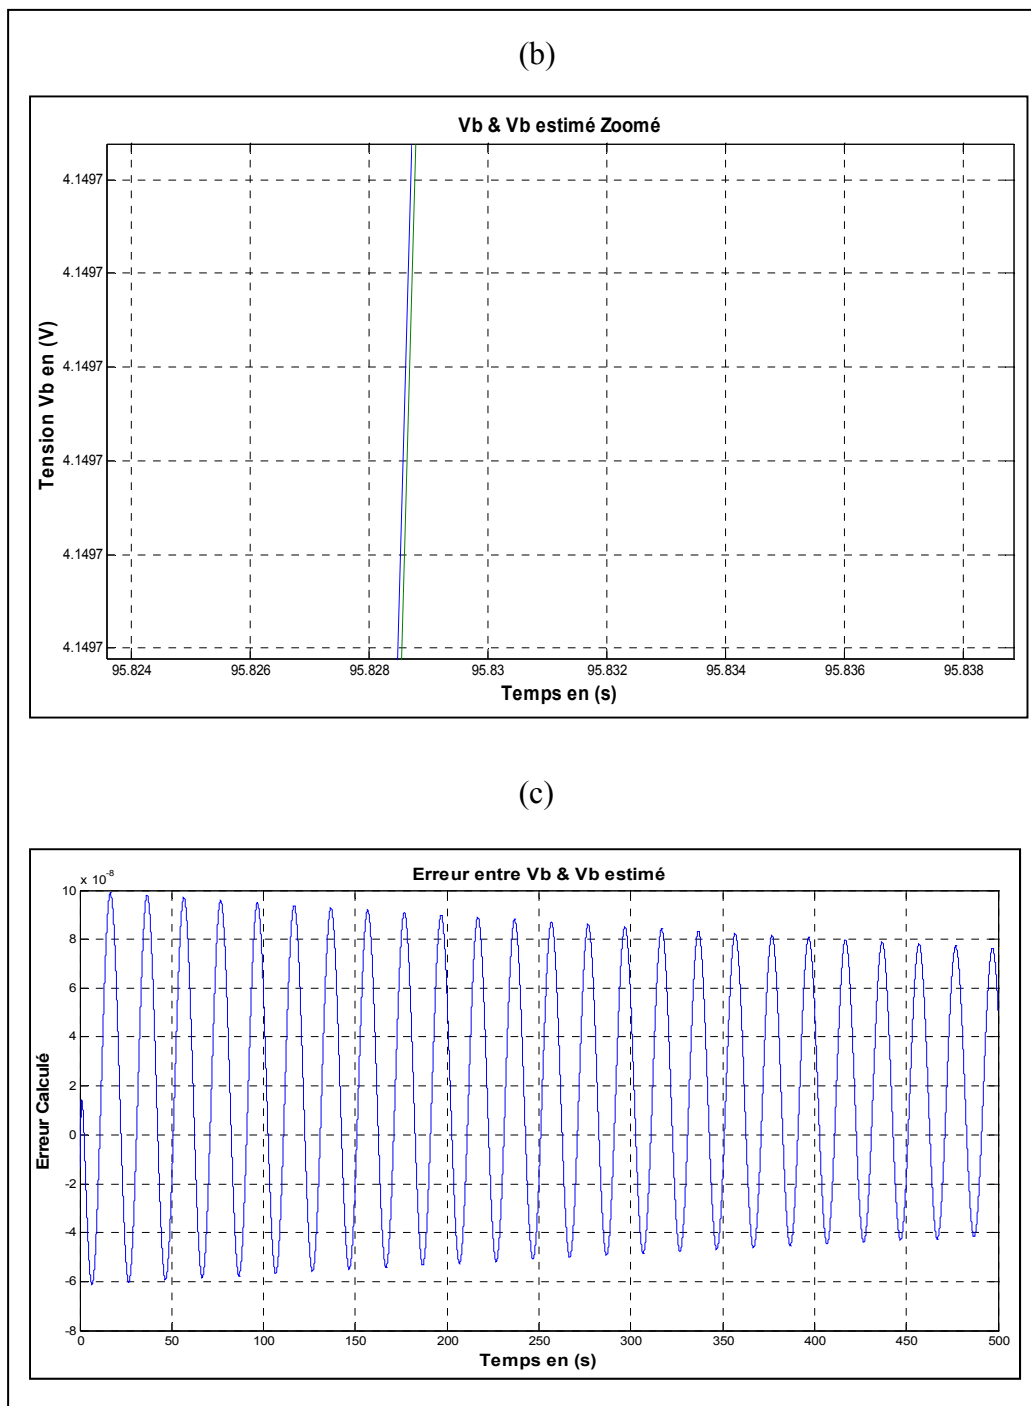 (b)
Vb & Vb estimé Zoomé
4.1497
4.1497
4.1497
4.1497
4.1497
4.1497
Tension Vb en (V)
95.824 95.826 95.828 95.83 95.832 95.834 95.836 95.838
Temps en (s)
(c)
Erreur entre Vb & Vb estimé
x 10-8
10
8
6
4
2
0
-2
-4
-6
-8
Erreur Calculé
0 50 100 150 200 250 300 350 400 450 500
Temps en (s)